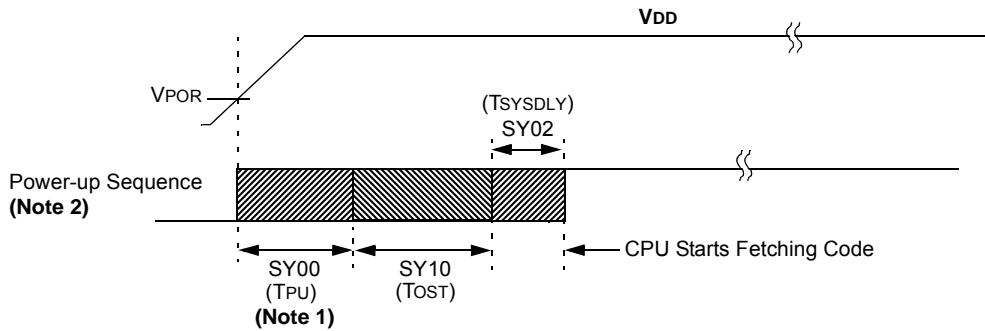 VDD
VPOR
(TSYSDLY)
SY02
Power-up Sequence
(Note 2)
CPU Starts Fetching Code
SY00
(TPU)
(Note 1)
SY10
(TOST)